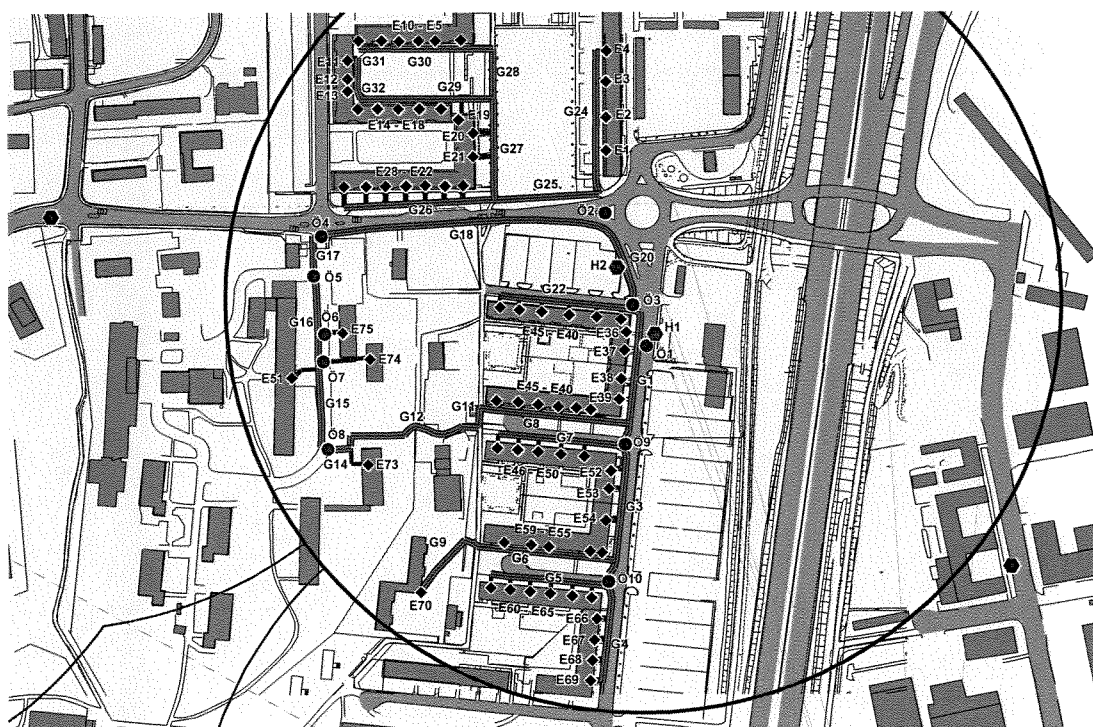 E10 - E5
E4
G31
G30
E11
G28
E12
G32
G29
E3
E13
G24
E19
E2
E14 - E18
E20
G27
E21
E1
E28 - E22
G25
G26
Ö2
Ö4
G18
G17
G20
H2
Ö5
G22
Ö3
Ö6
G16
E75
E45 - E40
E36
H1
E37
Ö1
E74
Ö7
E51
E38
G1
E45 - E40
E39
G15
G12
G11
G8
Ö8
G7
Ö9
G14
E73
E46 - E50
E52
E53
G3
E54
E59 - E55
G9
G6
G5
Ö10
E70
E60 - E65
E66
E67
G4
E68
E69